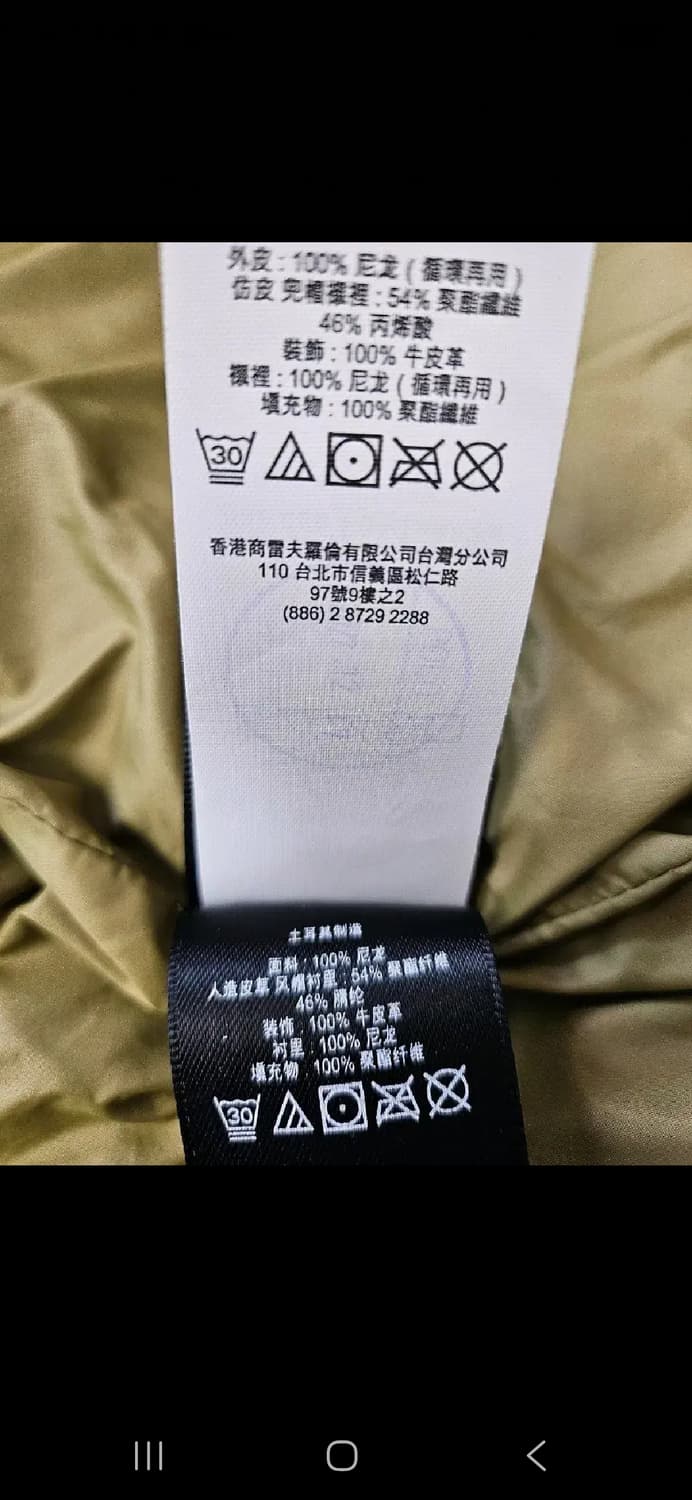 外皮 : 100% 尼龙 ( 循環再用 )
仿皮 兜帽襯裡 : 54% 聚酯纖維
46% 丙烯酸
裝飾 : 100% 牛皮革
襯裡 : 100% 尼龙 ( 循環再用 )
填充物 : 100% 聚酯纖維
30
香港商雷夫羅倫有限公司台灣分公司
110 台北市信義區松仁路
97號9樓之2
(886) 2 8729 2288
土耳其制造
面料 : 100% 尼龙
人造皮草 风帽衬里 : 54% 聚酯纤维
46% 腈纶
装饰 : 100% 牛皮革
衬里 : 100% 尼龙
填充物 : 100% 聚酯纤维
30